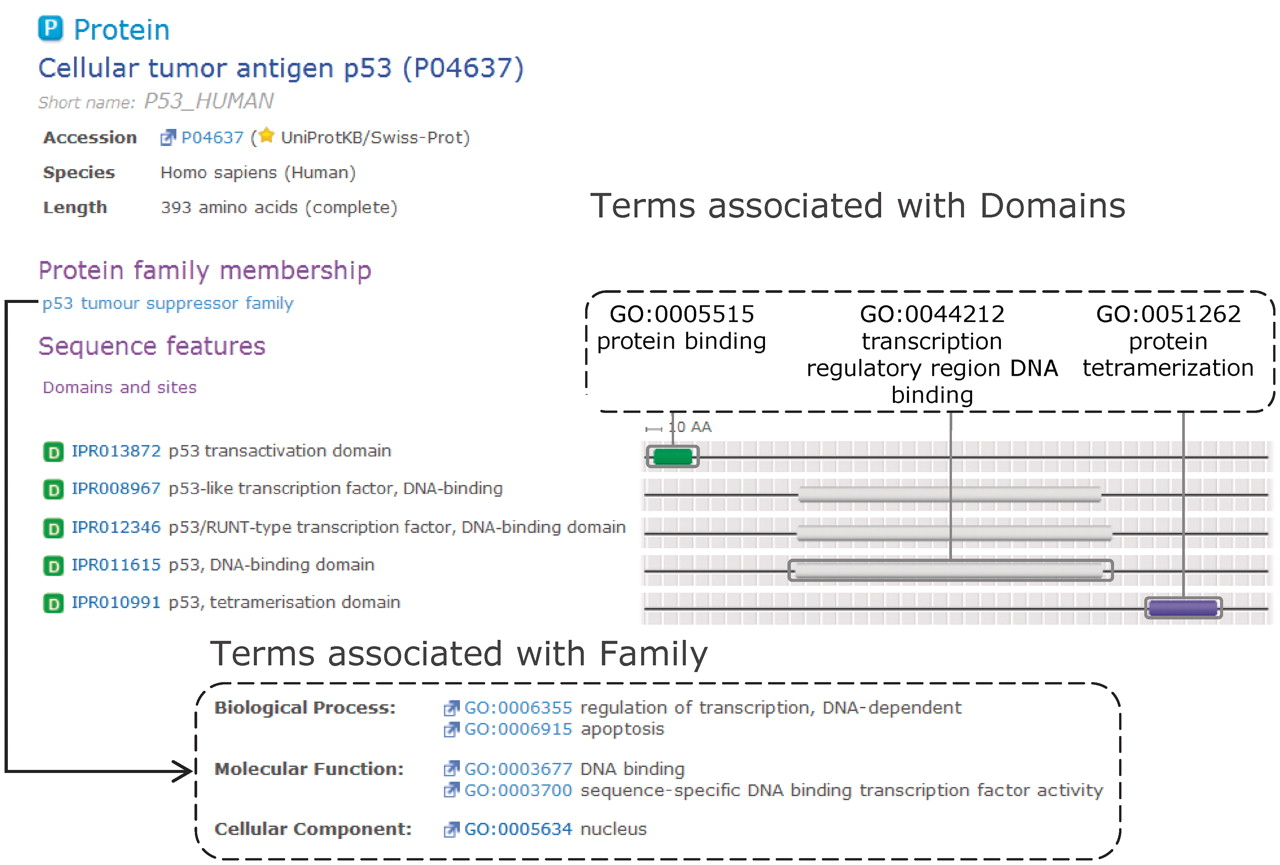 P Protein
Cellular tumor antigen p53 (P04637)
Short name: P53_HUMAN
Accession P04637 ( UniProtKB/Swiss-Prot)
Species Homo sapiens (Human)
Length 393 amino acids (complete)
Terms associated with Domains
Protein family membership
p53 tumour suppressor family
Sequence features
Domains and sites
GO:0005515
protein binding
GO:0044212
transcription
regulatory region DNA
binding
GO:0051262
protein
tetramerization
10 AA
D IPR013872 p53 transactivation domain
D IPR008967 p53-like transcription factor, DNA-binding
D IPR012346 p53/RUNT-type transcription factor, DNA-binding domain
D IPR011615 p53, DNA-binding domain
D IPR010991 p53, tetramerisation domain
Terms associated with Family
Biological Process: GO:0006355 regulation of transcription, DNA-dependent
GO:0006915 apoptosis
Molecular Function: GO:0003677 DNA binding
GO:0003700 sequence-specific DNA binding transcription factor activity
Cellular Component: GO:0005634 nucleus